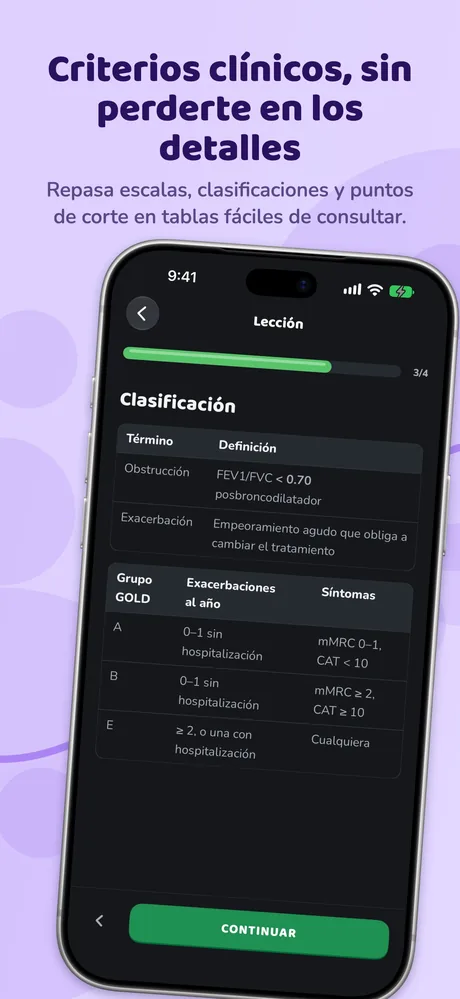 Criterios clínicos, sin
perderte en los
detalles
Repasa escalas, clasificaciones y puntos
de corte en tablas fáciles de consultar.
9:41
Lección
3/4
Clasificación
Término Definición
Obstrucción FEV1/FVC < 0.70
posbroncodilatador
Exacerbación Empeoramiento agudo que obliga a
cambiar el tratamiento
Grupo Exacerbaciones Síntomas
GOLD al año
A 0–1 sin mMRC 0–1,
hospitalización CAT < 10
B 0–1 sin mMRC ≥ 2,
hospitalización CAT ≥ 10
E ≥ 2, o una con Cualquiera
hospitalización
CONTINUAR